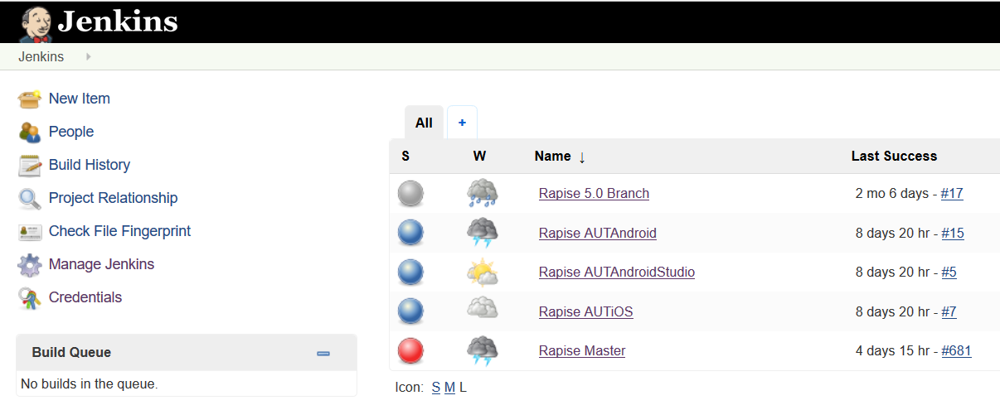 Jenkins
Jenkins
New Item
People
Build History
Project Relationship
Check File Fingerprint
Manage Jenkins
Credentials
Build Queue
No builds in the queue.
All +
S W Name ↓ Last Success
Rapise 5.0 Branch 2 mo 6 days - #17
Rapise AUTAndroid 8 days 20 hr - #15
Rapise AUTAndroidStudio 8 days 20 hr - #5
Rapise AUTiOS 8 days 20 hr - #7
Rapise Master 4 days 15 hr - #681
Icon: S M L